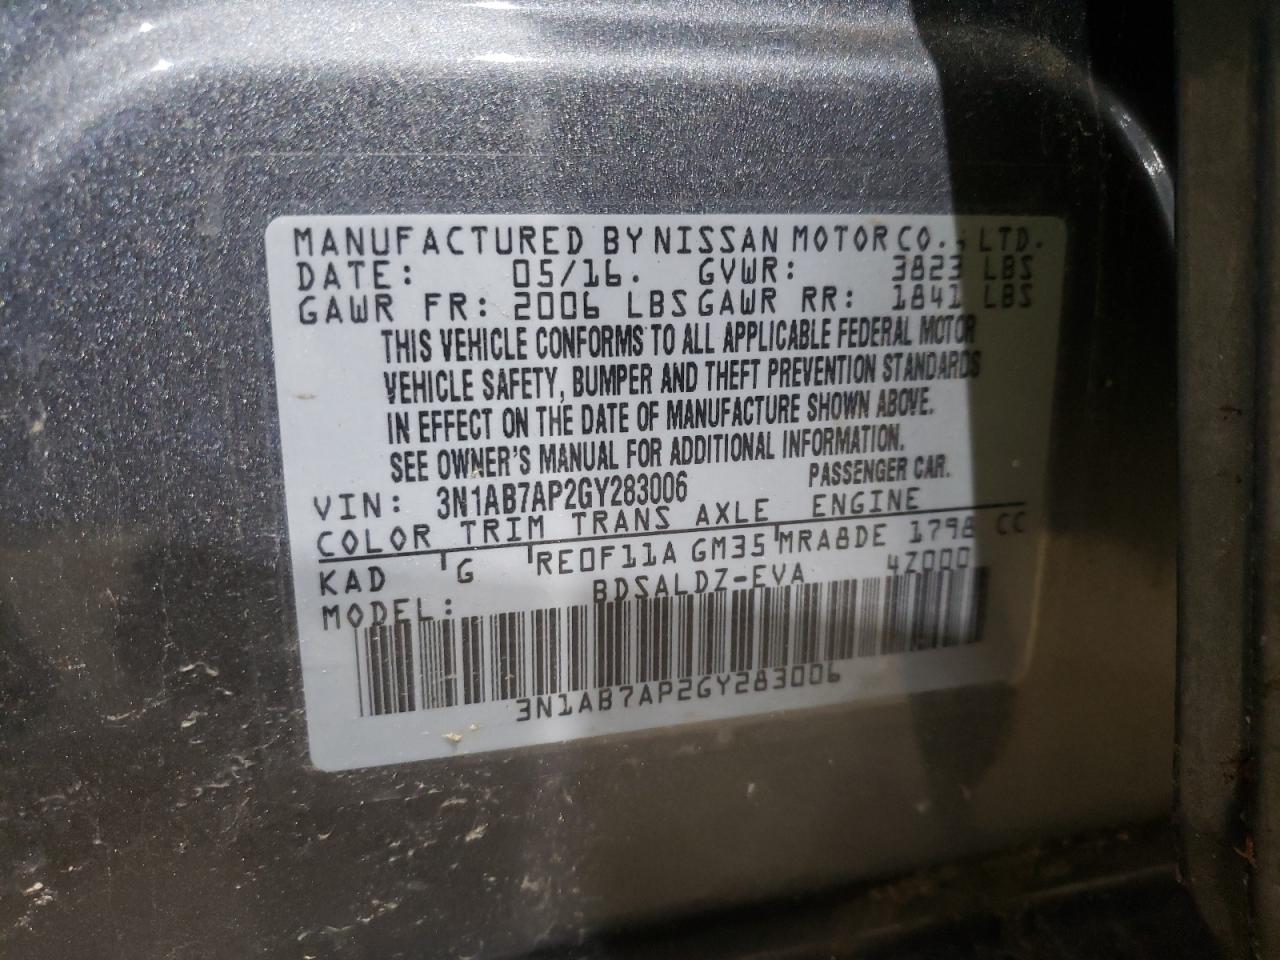 MANUFACTURED BY NISSAN MOTOR CO., LTD.
DATE: 05/16. GVWR: 3823 LBS
GAWR FR: 2006 LBS GAWR RR: 1841 LBS
THIS VEHICLE CONFORMS TO ALL APPLICABLE FEDERAL MOTOR
VEHICLE SAFETY, BUMPER AND THEFT PREVENTION STANDARDS
IN EFFECT ON THE DATE OF MANUFACTURE SHOWN ABOVE.
SEE OWNER'S MANUAL FOR ADDITIONAL INFORMATION.
VIN: 3N1AB7AP2GY283006 PASSENGER CAR.
COLOR TRIM TRANS AXLE ENGINE
KAD G RE0F11A GM35 MRA8DE 1798 CC
MODEL: BDSALDZ-EVA 4Z000
3N1AB7AP2GY283006